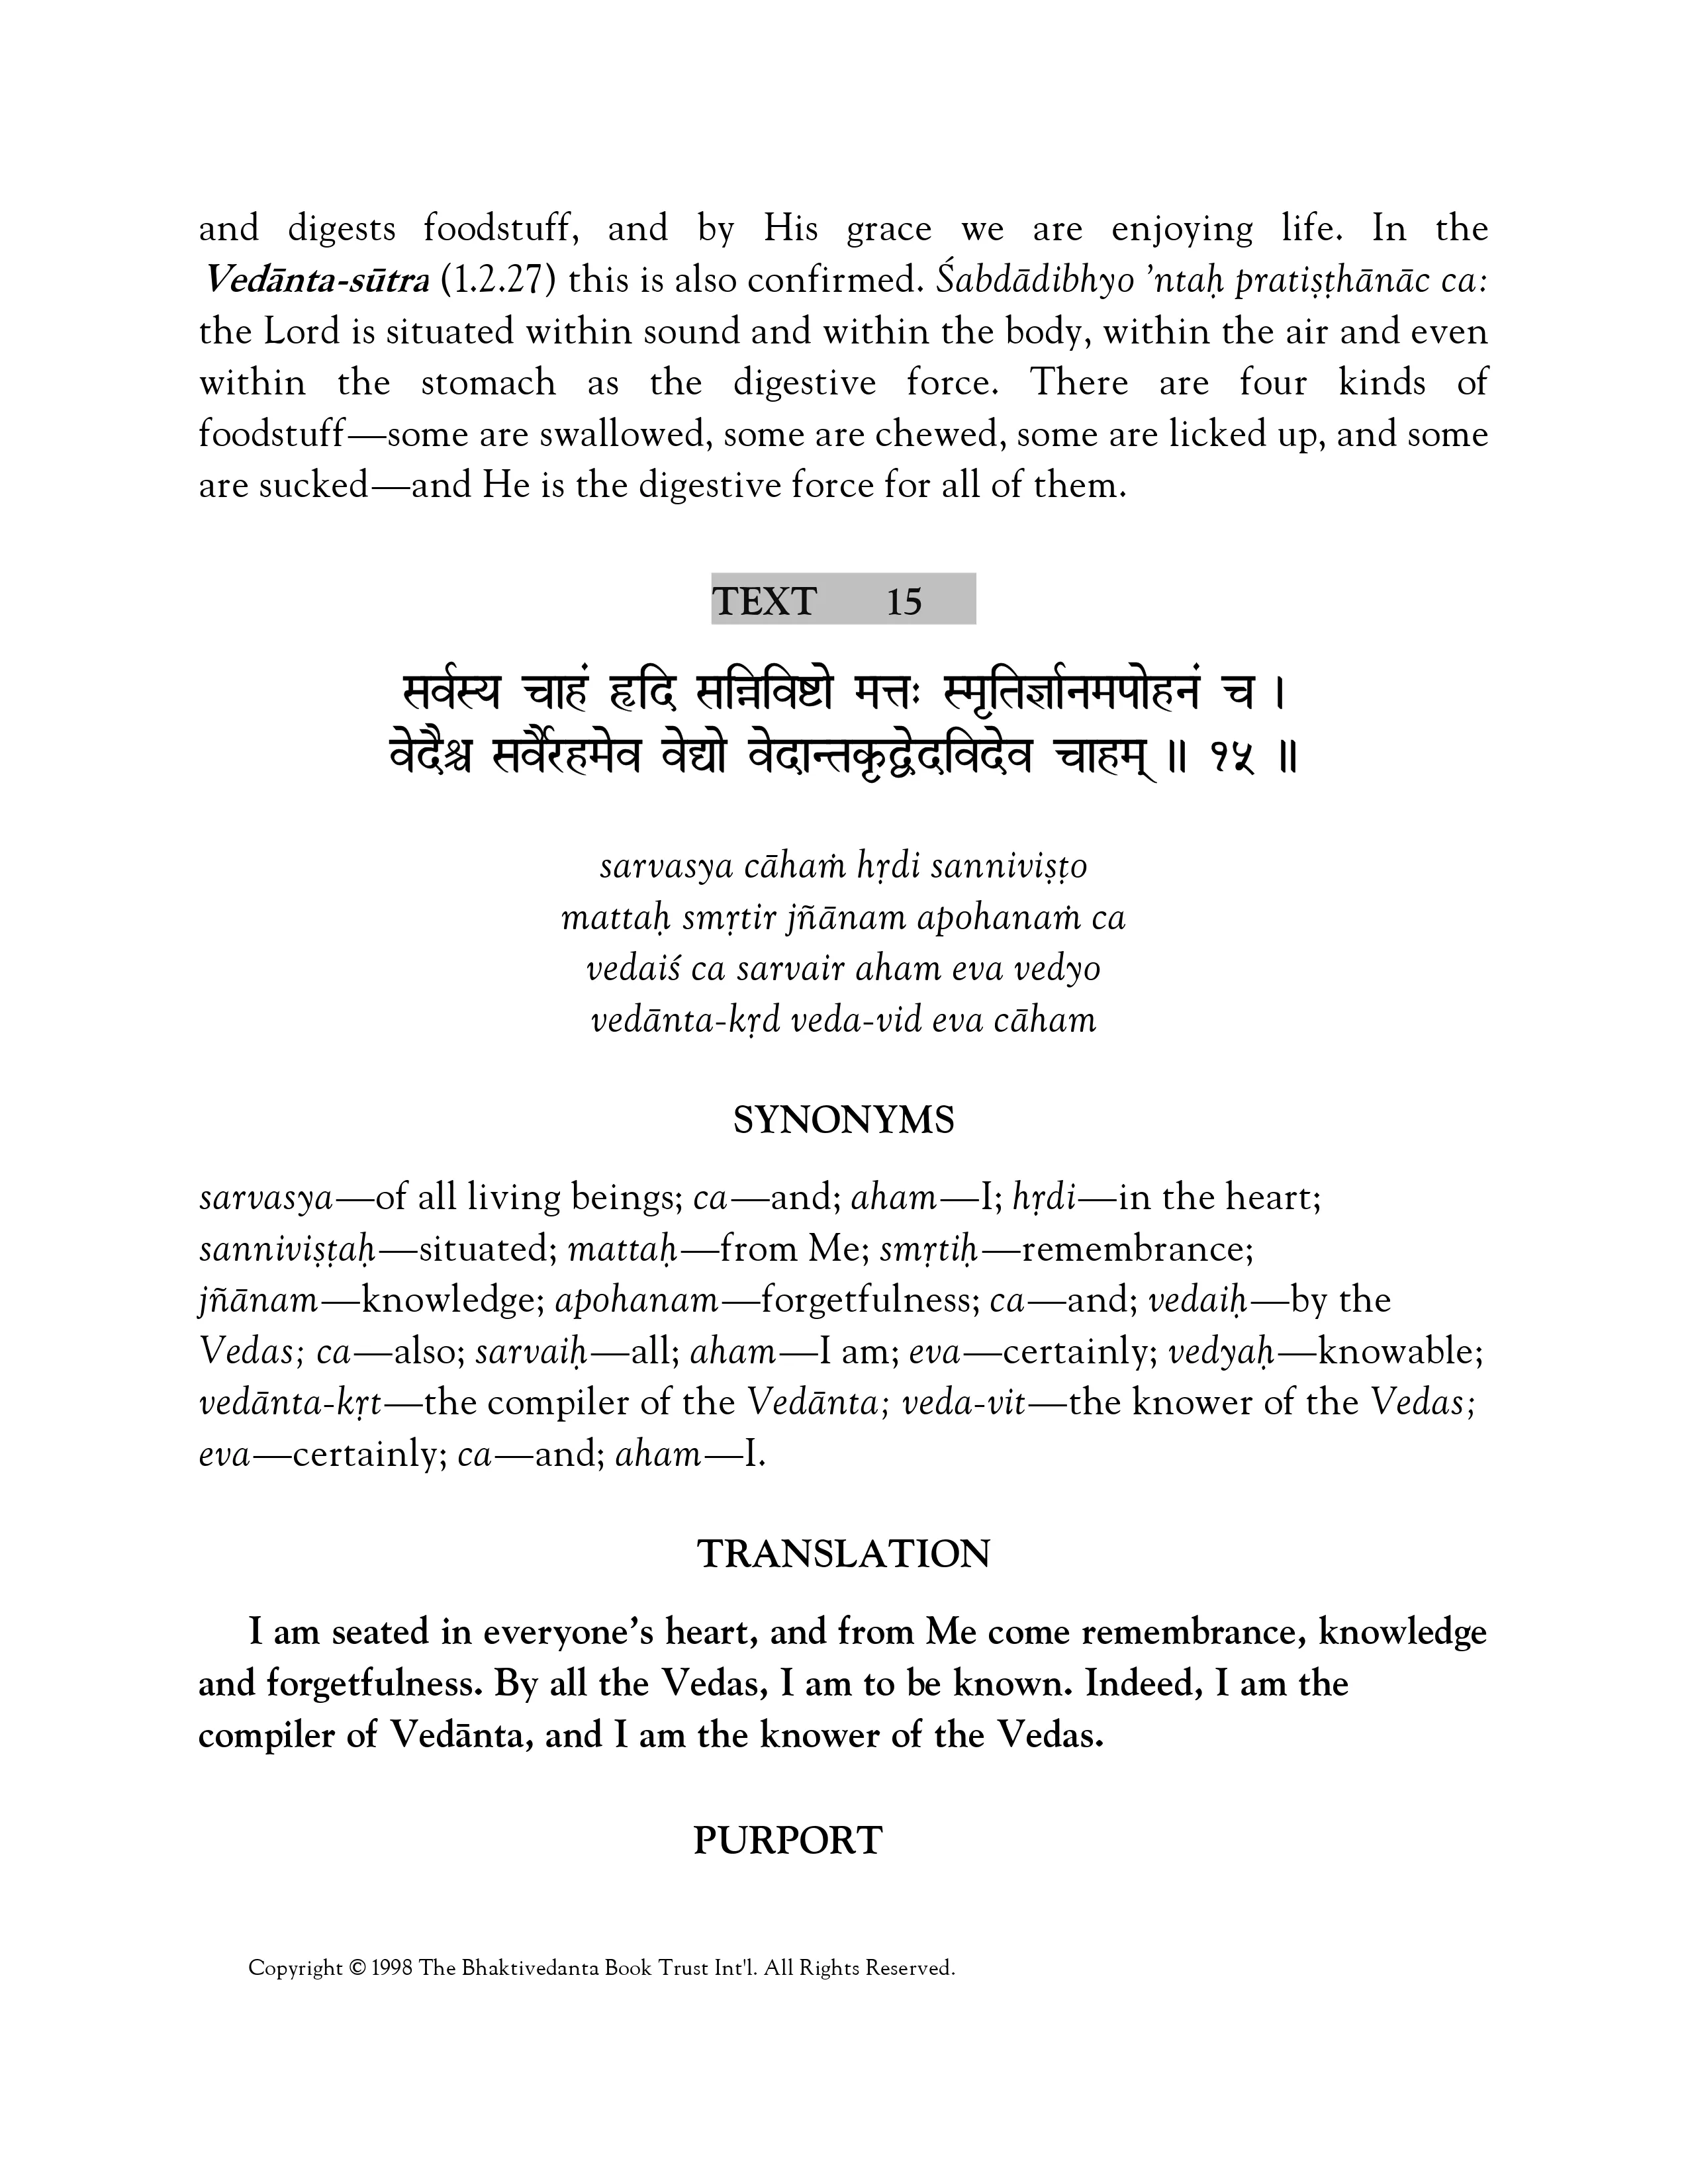 and digests foodstuff, and by His grace we are enjoying life. In the
Vedānta-sūtra (1.2.27) this is also confirmed. Śabdādibhyo ’ntaḥ pratiṣṭhānāc ca:
the Lord is situated within sound and within the body, within the air and even
within the stomach as the digestive force. There are four kinds of
foodstuff—some are swallowed, some are chewed, some are licked up, and some
are sucked—and He is the digestive force for all of them.
TEXT 15
सर्वस्य चाहं हृदि सन्निविष्टो मत्तः स्मृतिर्ज्ञानमपोहनं च ।
वेदैश्च सर्वैरहमेव वेद्यो वेदान्तकृद्वेदविदेव चाहम् ॥ १५ ॥
sarvasya cāhaṁ hṛdi sanniviṣṭo
mattaḥ smṛtir jñānam apohanaṁ ca
vedaiś ca sarvair aham eva vedyo
vedānta-kṛd veda-vid eva cāham
SYNONYMS
sarvasya—of all living beings; ca—and; aham—I; hṛdi—in the heart;
sanniviṣṭaḥ—situated; mattaḥ—from Me; smṛtiḥ—remembrance;
jñānam—knowledge; apohanam—forgetfulness; ca—and; vedaiḥ—by the
Vedas; ca—also; sarvaiḥ—all; aham—I am; eva—certainly; vedyaḥ—knowable;
vedānta-kṛt—the compiler of the Vedānta; veda-vit—the knower of the Vedas;
eva—certainly; ca—and; aham—I.
TRANSLATION
I am seated in everyone’s heart, and from Me come remembrance, knowledge
and forgetfulness. By all the Vedas, I am to be known. Indeed, I am the
compiler of Vedānta, and I am the knower of the Vedas.
PURPORT
Copyright © 1998 The Bhaktivedanta Book Trust Int'l. All Rights Reserved.